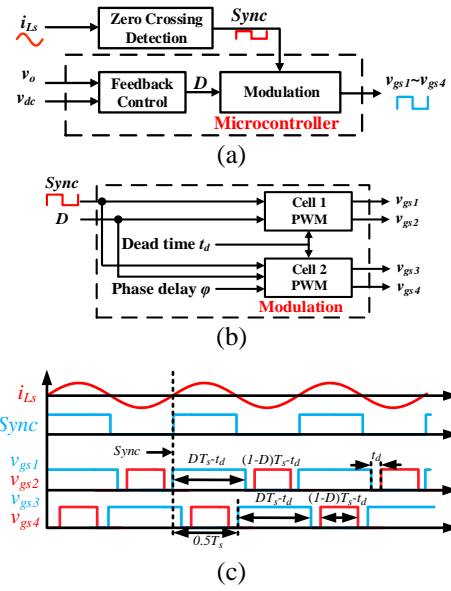 i_Ls
Zero Crossing Detection
Sync
v_o
v_dc
Feedback Control
D
Modulation
v_gs1~v_gs4
Microcontroller
(a)
Sync
D
Cell 1 PWM
v_gs1
v_gs2
Dead time t_d
Cell 2 PWM
v_gs3
Phase delay φ
v_gs4
Modulation
(b)
i_Ls
Sync
Sync
DT_s-t_d
(1-D)T_s-t_d
t_d
v_gs1
v_gs2
DT_s-t_d
(1-D)T_s-t_d
v_gs3
v_gs4
0.5T_s
(c)